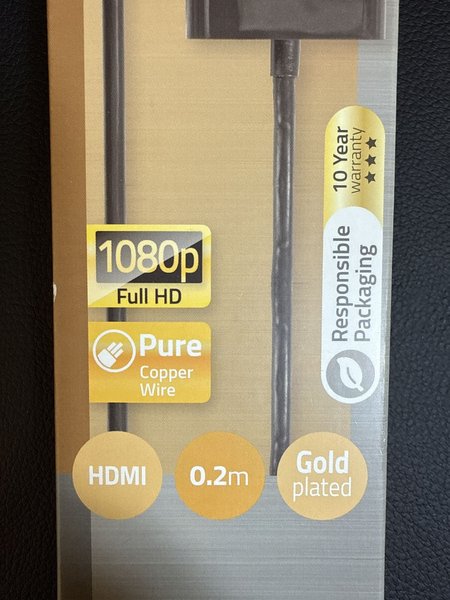 10 Year
warranty
Responsible
Packaging
1080p
Full HD
Pure
Copper
Wire
HDMI
0.2m
Gold
plated